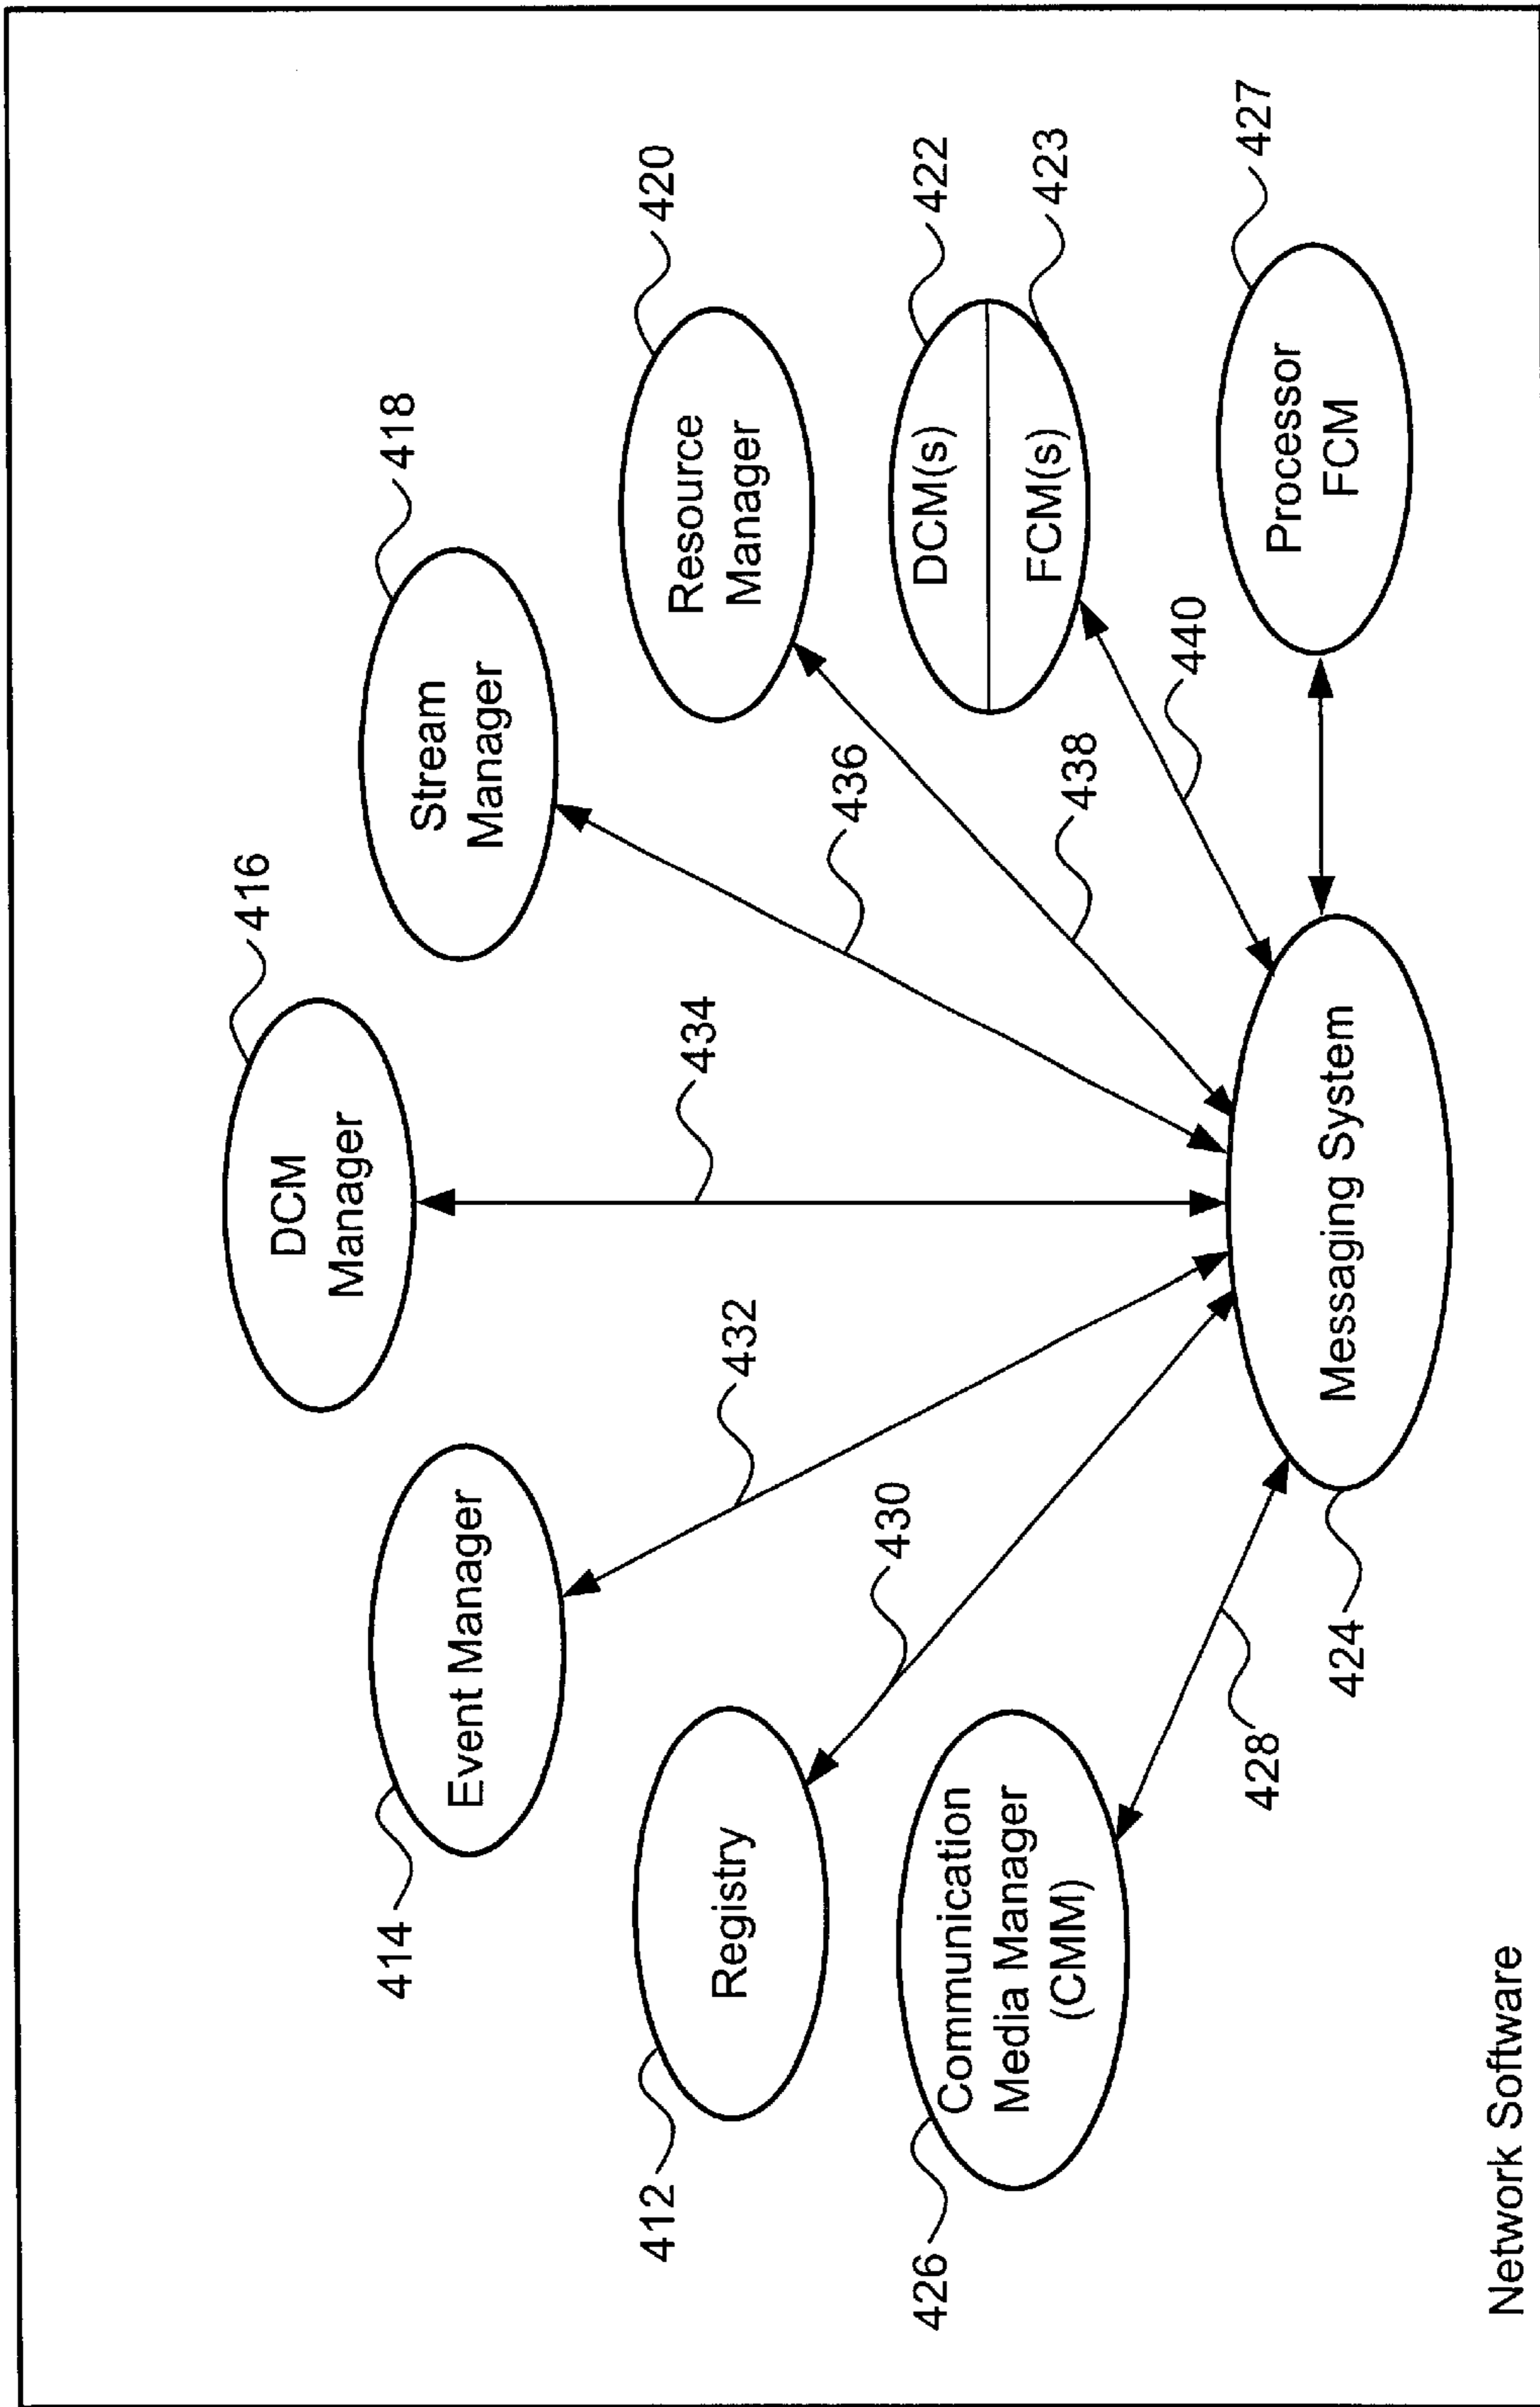 416
DCM
Manager
414
Event Manager
434
418
Stream
Manager
432
436
412
Registry
430
420
Resource
Manager
438
426
Communication
Media Manager
(CMM)
428
440
422
DCM(s)
FCM(s)
423
424
Messaging System
427
Processor
FCM
Network Software